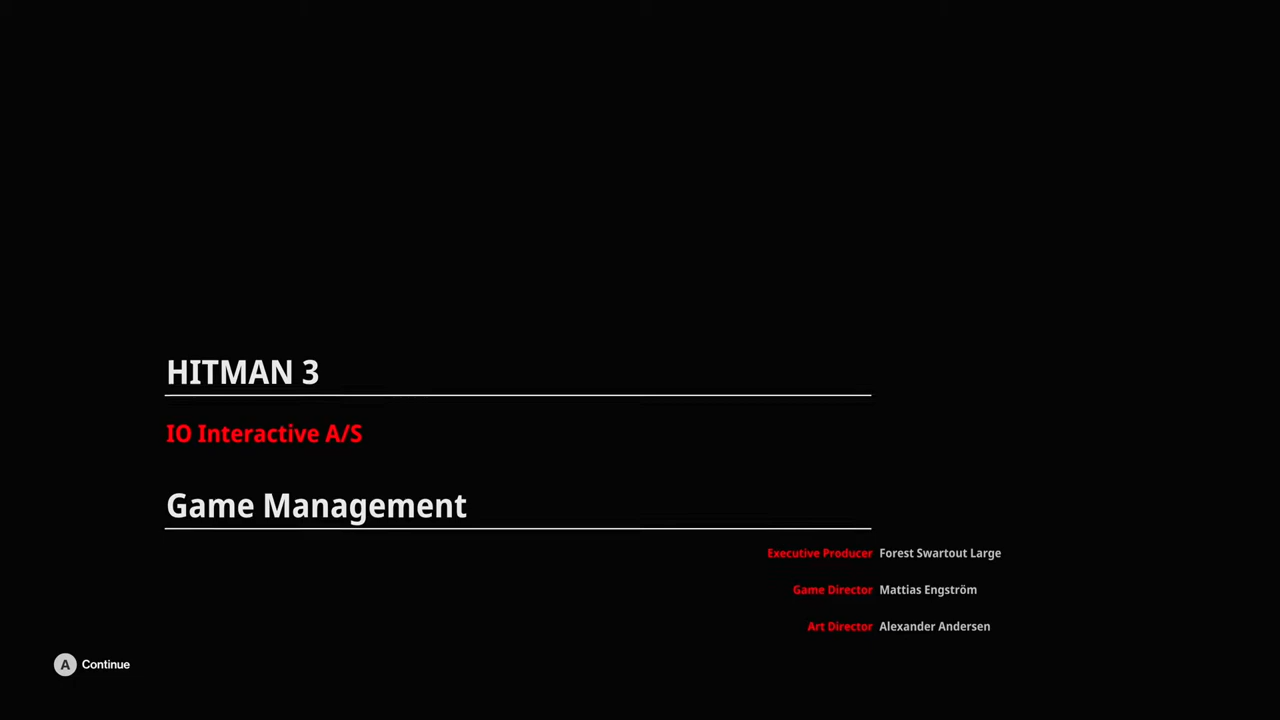 HITMAN 3
IO Interactive A/S
Game Management
Executive Producer Forest Swartout Large
Game Director Mattias Engström
Art Director Alexander Andersen
A Continue